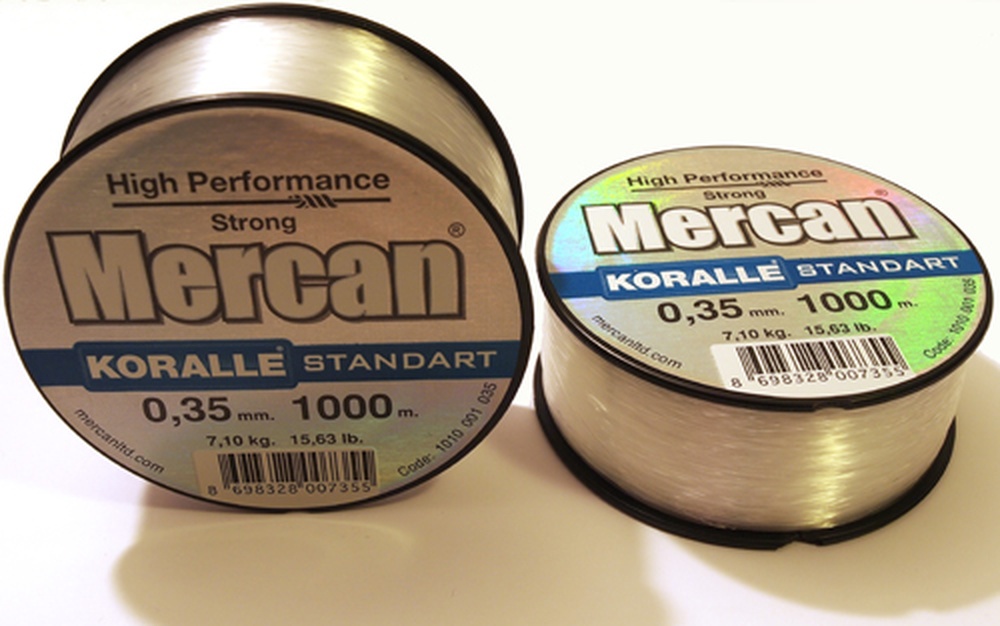 High Performance
Strong
Mercan®
KORALLE® STANDART
0,35 mm. 1000 m.
7,10 kg. 15,63 lb.
mercanltd.com
Code: 1010 001 035
8 698328 007355
High Performance
Strong
Mercan®
KORALLE® STANDART
0,35 mm. 1000 m.
7,10 kg. 15,63 lb.
mercanltd.com
Code: 1010 001 035
8 698328 007355